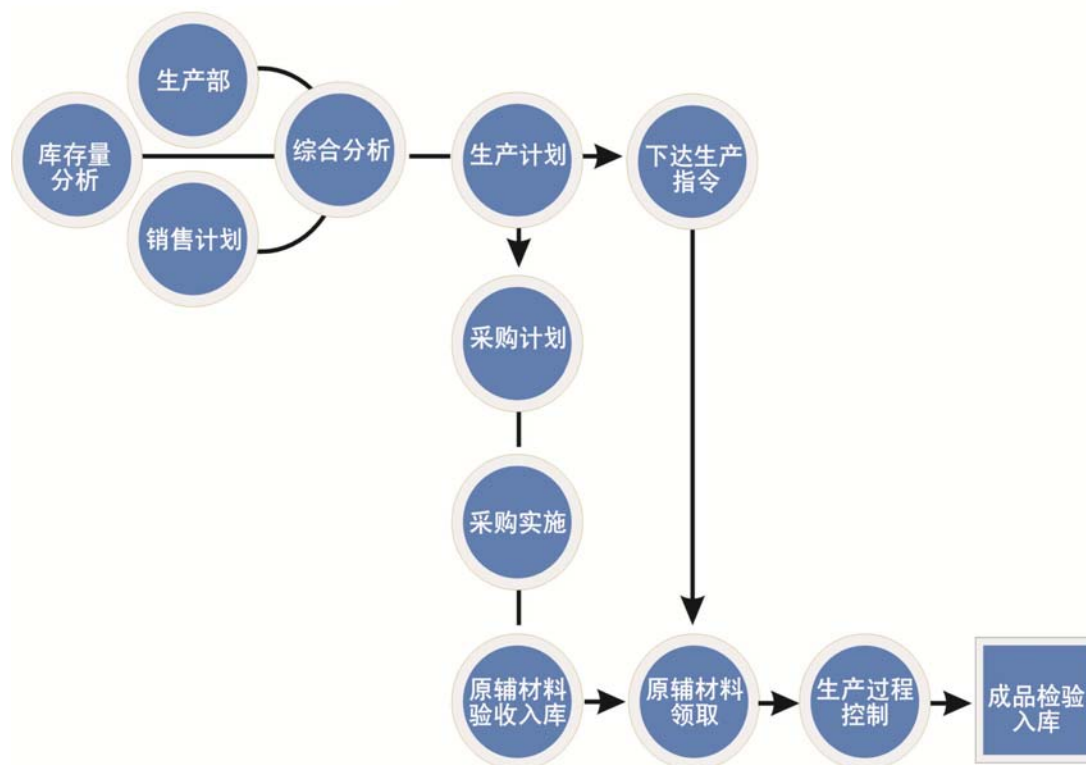 生产部
库存量
分析
销售计划
综合分析
生产计划
下达生产
指令
采购计划
采购实施
原辅材料
验收入库
原辅材料
领取
生产过程
控制
成品检验
入库